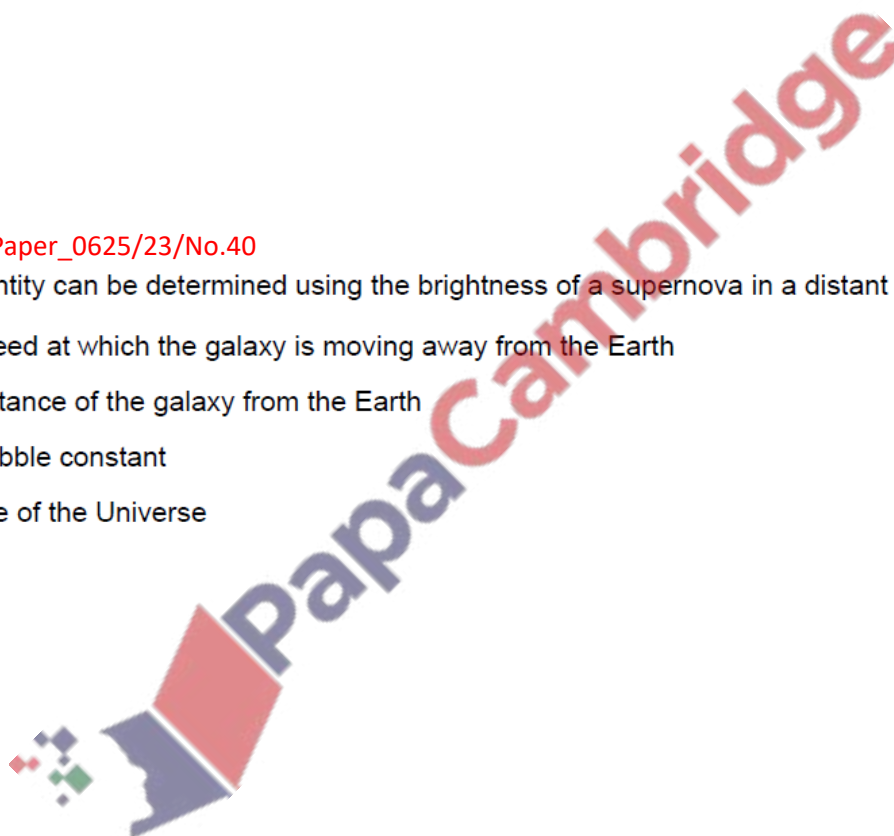 Paper_0625/23/No.40
ntity can be determined using the brightness of a supernova in a distant
eed at which the galaxy is moving away from the Earth
tance of the galaxy from the Earth
bble constant
e of the Universe
PapaCambridge